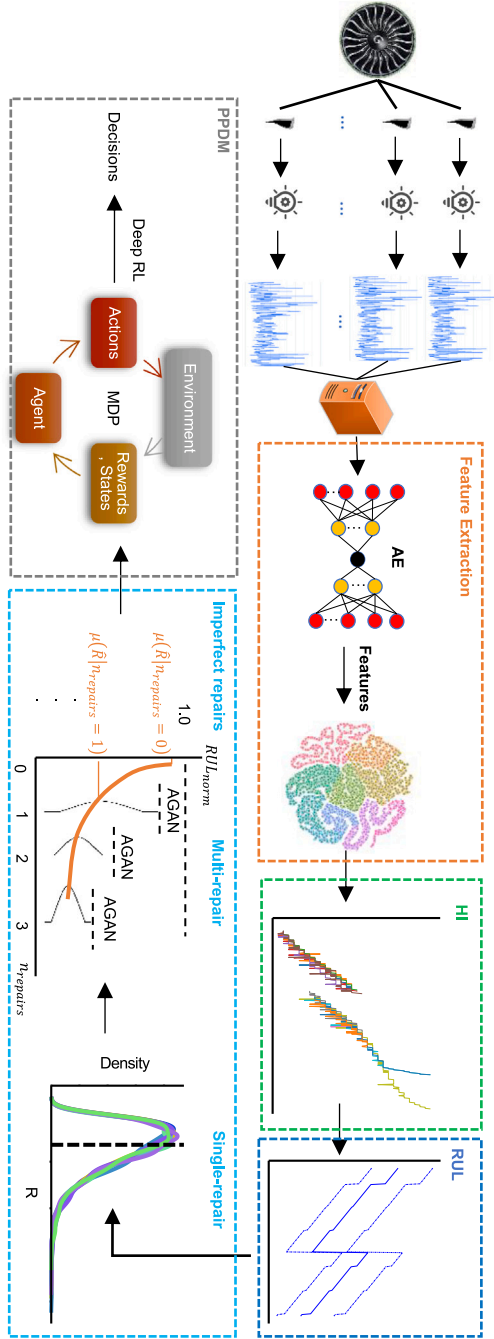 Feature Extraction
AE
Features
HI
RUL
Single-repair
Density
R
Multi-repair
Imperfect repairs
RUL_norm
1.0
μ(R̂|n_repairs = 0)
μ(R̂|n_repairs = 1)
. . .
AGAN
AGAN
AGAN
0
1
2
3
n_repairs
PPDM
Decisions
Deep RL
Actions
MDP
Environment
Agent
Rewards
, States